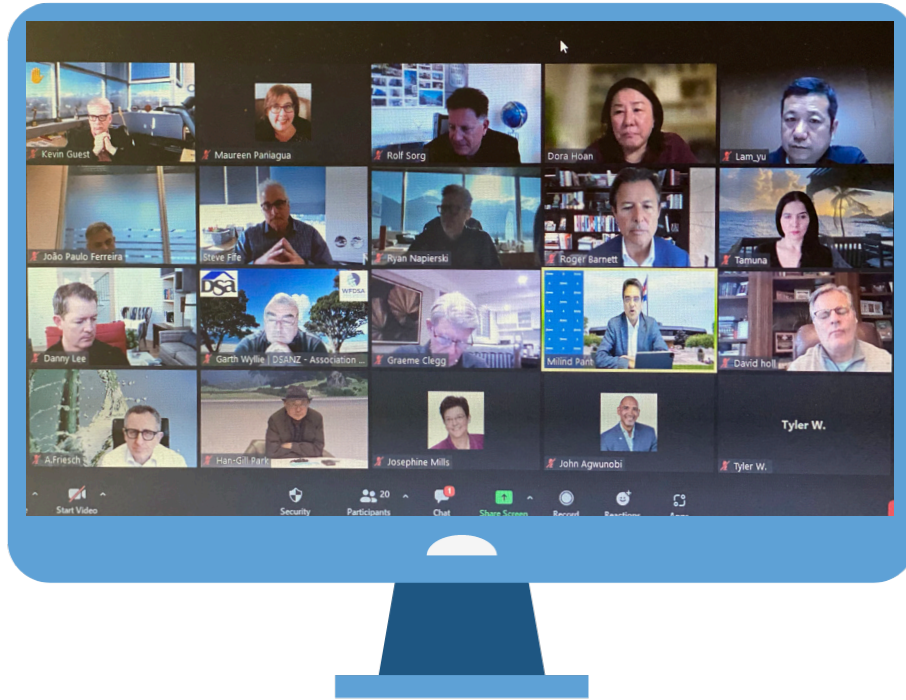 Kevin Guest
Maureen Paniagua
Rolf Sorg
Dora Hoan
Lam_yu
João Paulo Ferreira
Steve Fife
Ryan Napierski
Roger Barnett
Tamuna
Danny Lee
DSA
WFDSA
Garth Wyllie | DSANZ - Association ...
Graeme Clegg
Milind Pant
David holl
A.Friesch
Han-Gill Park
Josephine Mills
John Agwunobi
Tyler W.
Tyler W.
Start Video
Security
20
Participants
1
Chat
Share Screen
Record
Reactions